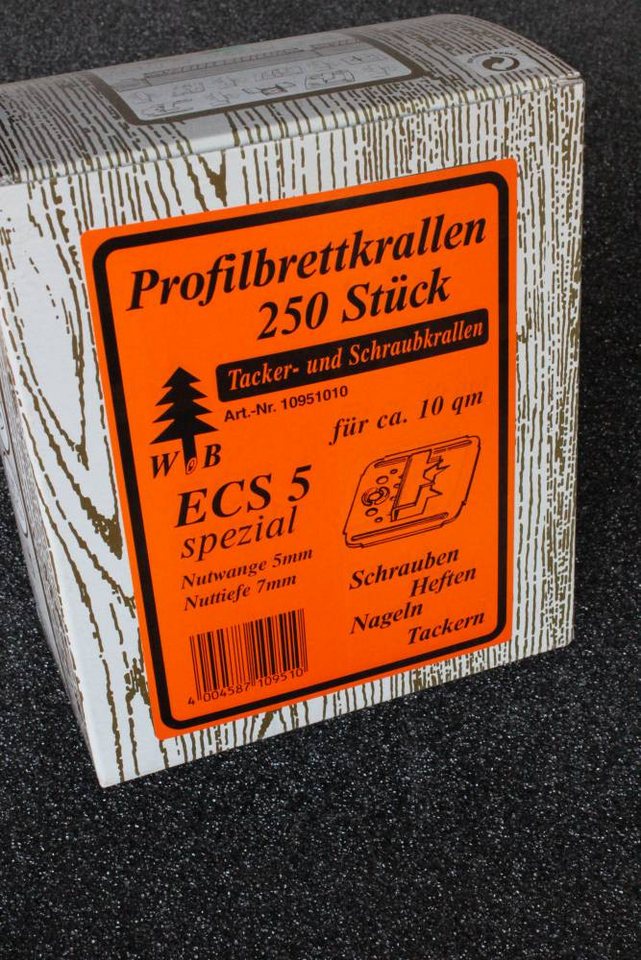 Profilbrettkrallen
250 Stück
Tacker- und Schraubkrallen
Art.-Nr. 10951010
für ca. 10 qm
W B
ECS 5
spezial
Nutwange 5mm
Nuttiefe 7mm
Schrauben
Heften
Nageln
Tackern
4 004587 109510